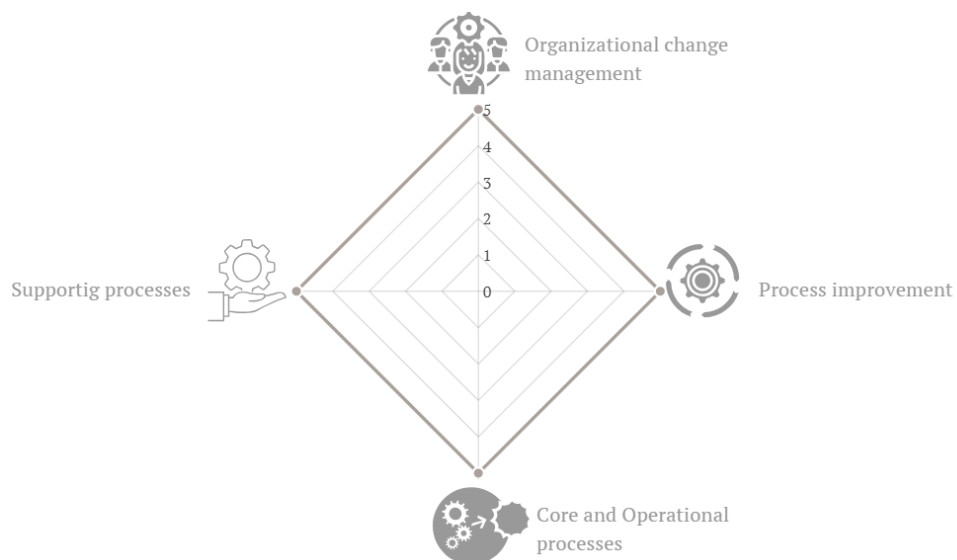 Organizational change
management
5
4
3
2
1
0
Supportig processes
Process improvement
Core and Operational
processes